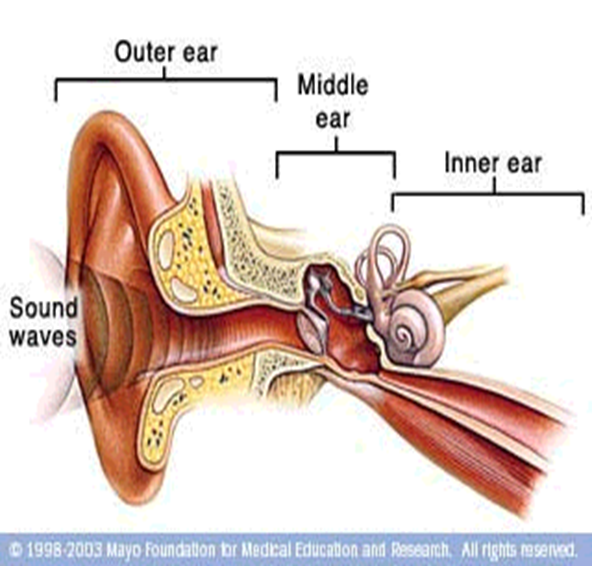 Outer ear
Middle
ear
Inner ear
Sound
waves
© 1998-2003 Mayo Foundation for Medical Education and Research. All rights reserved.